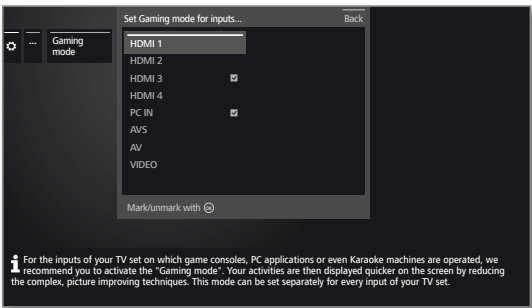 Set Gaming mode for inputs... Back
... Gaming
mode
HDMI 1
HDMI 2
HDMI 3
HDMI 4
PC IN
AVS
AV
VIDEO
Mark/unmark with OK
For the inputs of your TV set on which game consoles, PC applications or even Karaoke machines are operated, we
recommend you to activate the "Gaming mode". Your activities are then displayed quicker on the screen by reducing
the complex, picture improving techniques. This mode can be set separately for every input of your TV set.